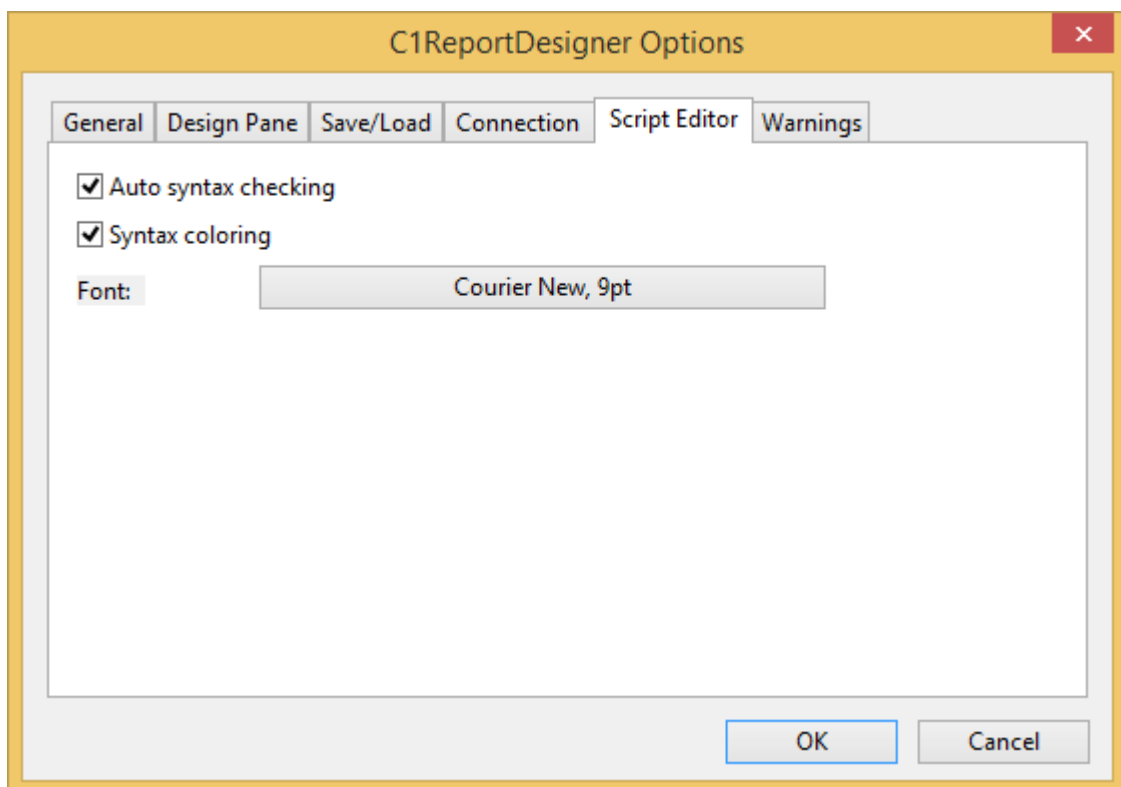 C1ReportDesigner Options
General Design Pane Save/Load Connection Script Editor Warnings
Auto syntax checking
Syntax coloring
Font: Courier New, 9pt
OK Cancel